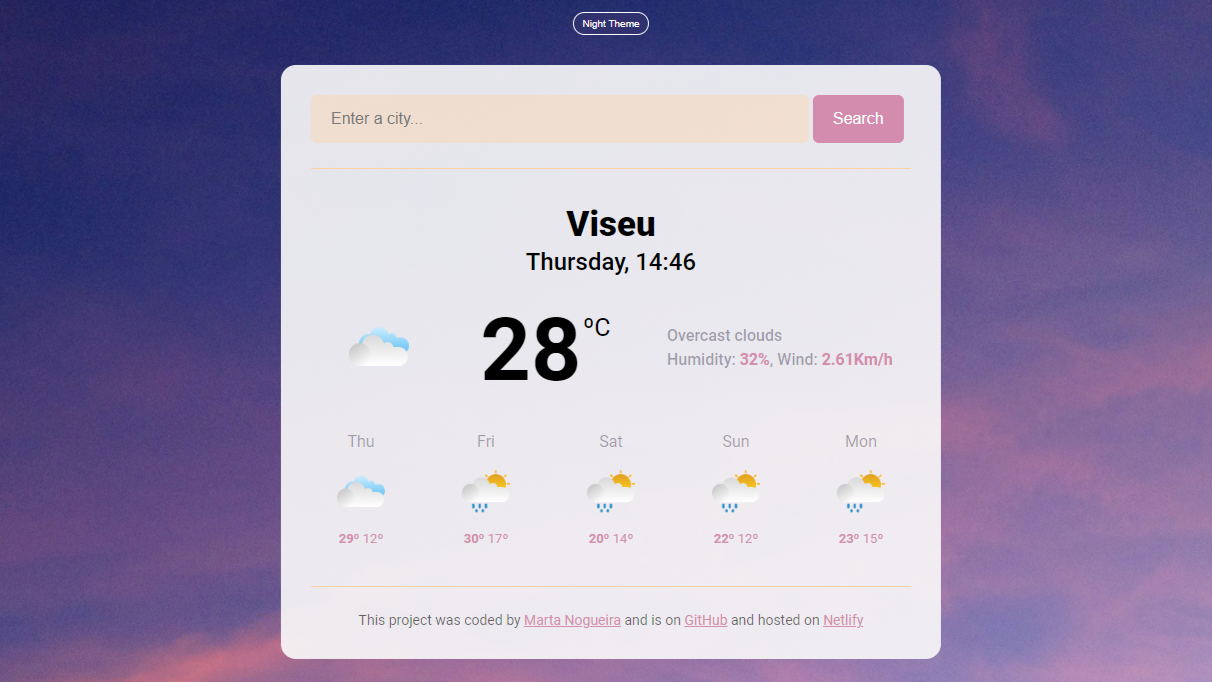 Night Theme
Enter a city...
Search
Viseu
Thursday, 14:46
28 ºC
Overcast clouds
Humidity: 32%, Wind: 2.61Km/h
Thu Fri Sat Sun Mon
29º 12º 30º 17º 20º 14º 22º 12º 23º 15º
This project was coded by Marta Nogueira and is on GitHub and hosted on Netlify